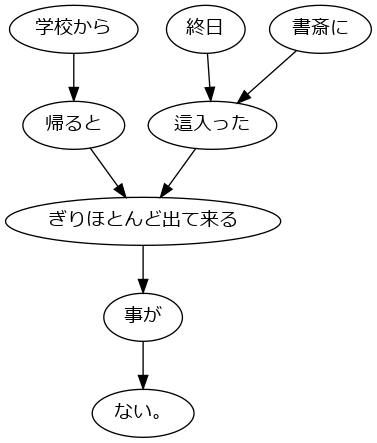 学校から
終日
書斎に
帰ると
這入った
ぎりほとんど出て来る
事が
ない。